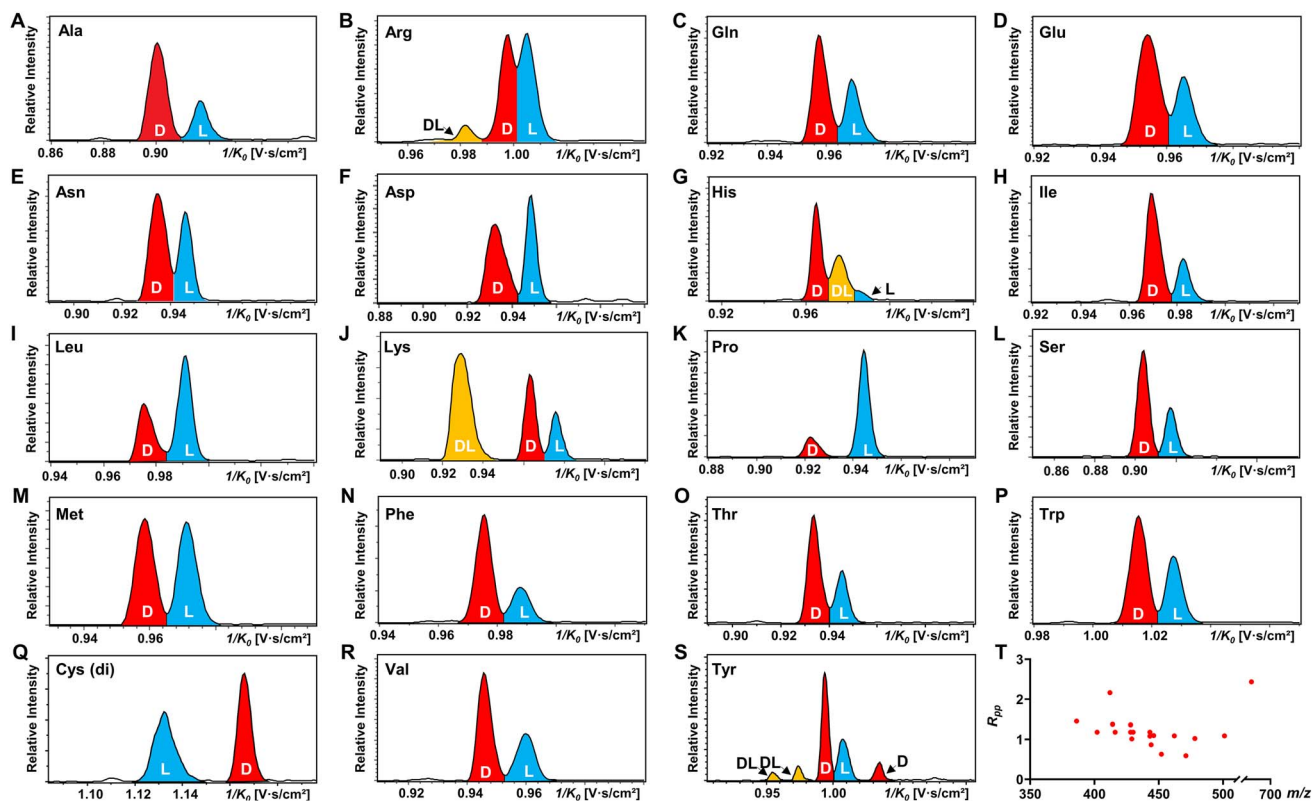 A Ala Relative Intensity D L 0.86 0.88 0.90 1/K₀ [V·s/cm²]
B Arg Relative Intensity DL D L 0.96 0.98 1.00 1/K₀ [V·s/cm²]
C Gln Relative Intensity D L 0.92 0.94 0.96 1/K₀ [V·s/cm²]
D Glu Relative Intensity D L 0.92 0.94 0.96 1/K₀ [V·s/cm²]
E Asn Relative Intensity D L 0.90 0.92 0.94 1/K₀ [V·s/cm²]
F Asp Relative Intensity D L 0.88 0.90 0.92 0.94 1/K₀ [V·s/cm²]
G His Relative Intensity D DL L 0.92 0.94 0.96 0.98 1/K₀ [V·s/cm²]
H Ile Relative Intensity D L 0.92 0.94 0.96 0.98 1/K₀ [V·s/cm²]
I Leu Relative Intensity D L 0.94 0.96 0.98 1/K₀ [V·s/cm²]
J Lys Relative Intensity DL D L 0.90 0.92 0.94 1/K₀ [V·s/cm²]
K Pro Relative Intensity D L 0.88 0.90 0.92 0.94 1/K₀ [V·s/cm²]
L Ser Relative Intensity D L 0.86 0.88 0.90 1/K₀ [V·s/cm²]
M Met Relative Intensity D L 0.94 0.96 1/K₀ [V·s/cm²]
N Phe Relative Intensity D L 0.94 0.96 0.98 1/K₀ [V·s/cm²]
O Thr Relative Intensity D L 0.90 0.92 0.94 1/K₀ [V·s/cm²]
P Trp Relative Intensity D L 0.98 1.00 1.02 1/K₀ [V·s/cm²]
Q Cys (di) Relative Intensity L D 1.10 1.12 1.14 1/K₀ [V·s/cm²]
R Val Relative Intensity D L 0.92 0.94 0.96 1/K₀ [V·s/cm²]
S Tyr Relative Intensity DL DL D L D 0.95 1.00 1/K₀ [V·s/cm²]
T Rpp 3 2 1 0 350 400 450 500 700 m/z